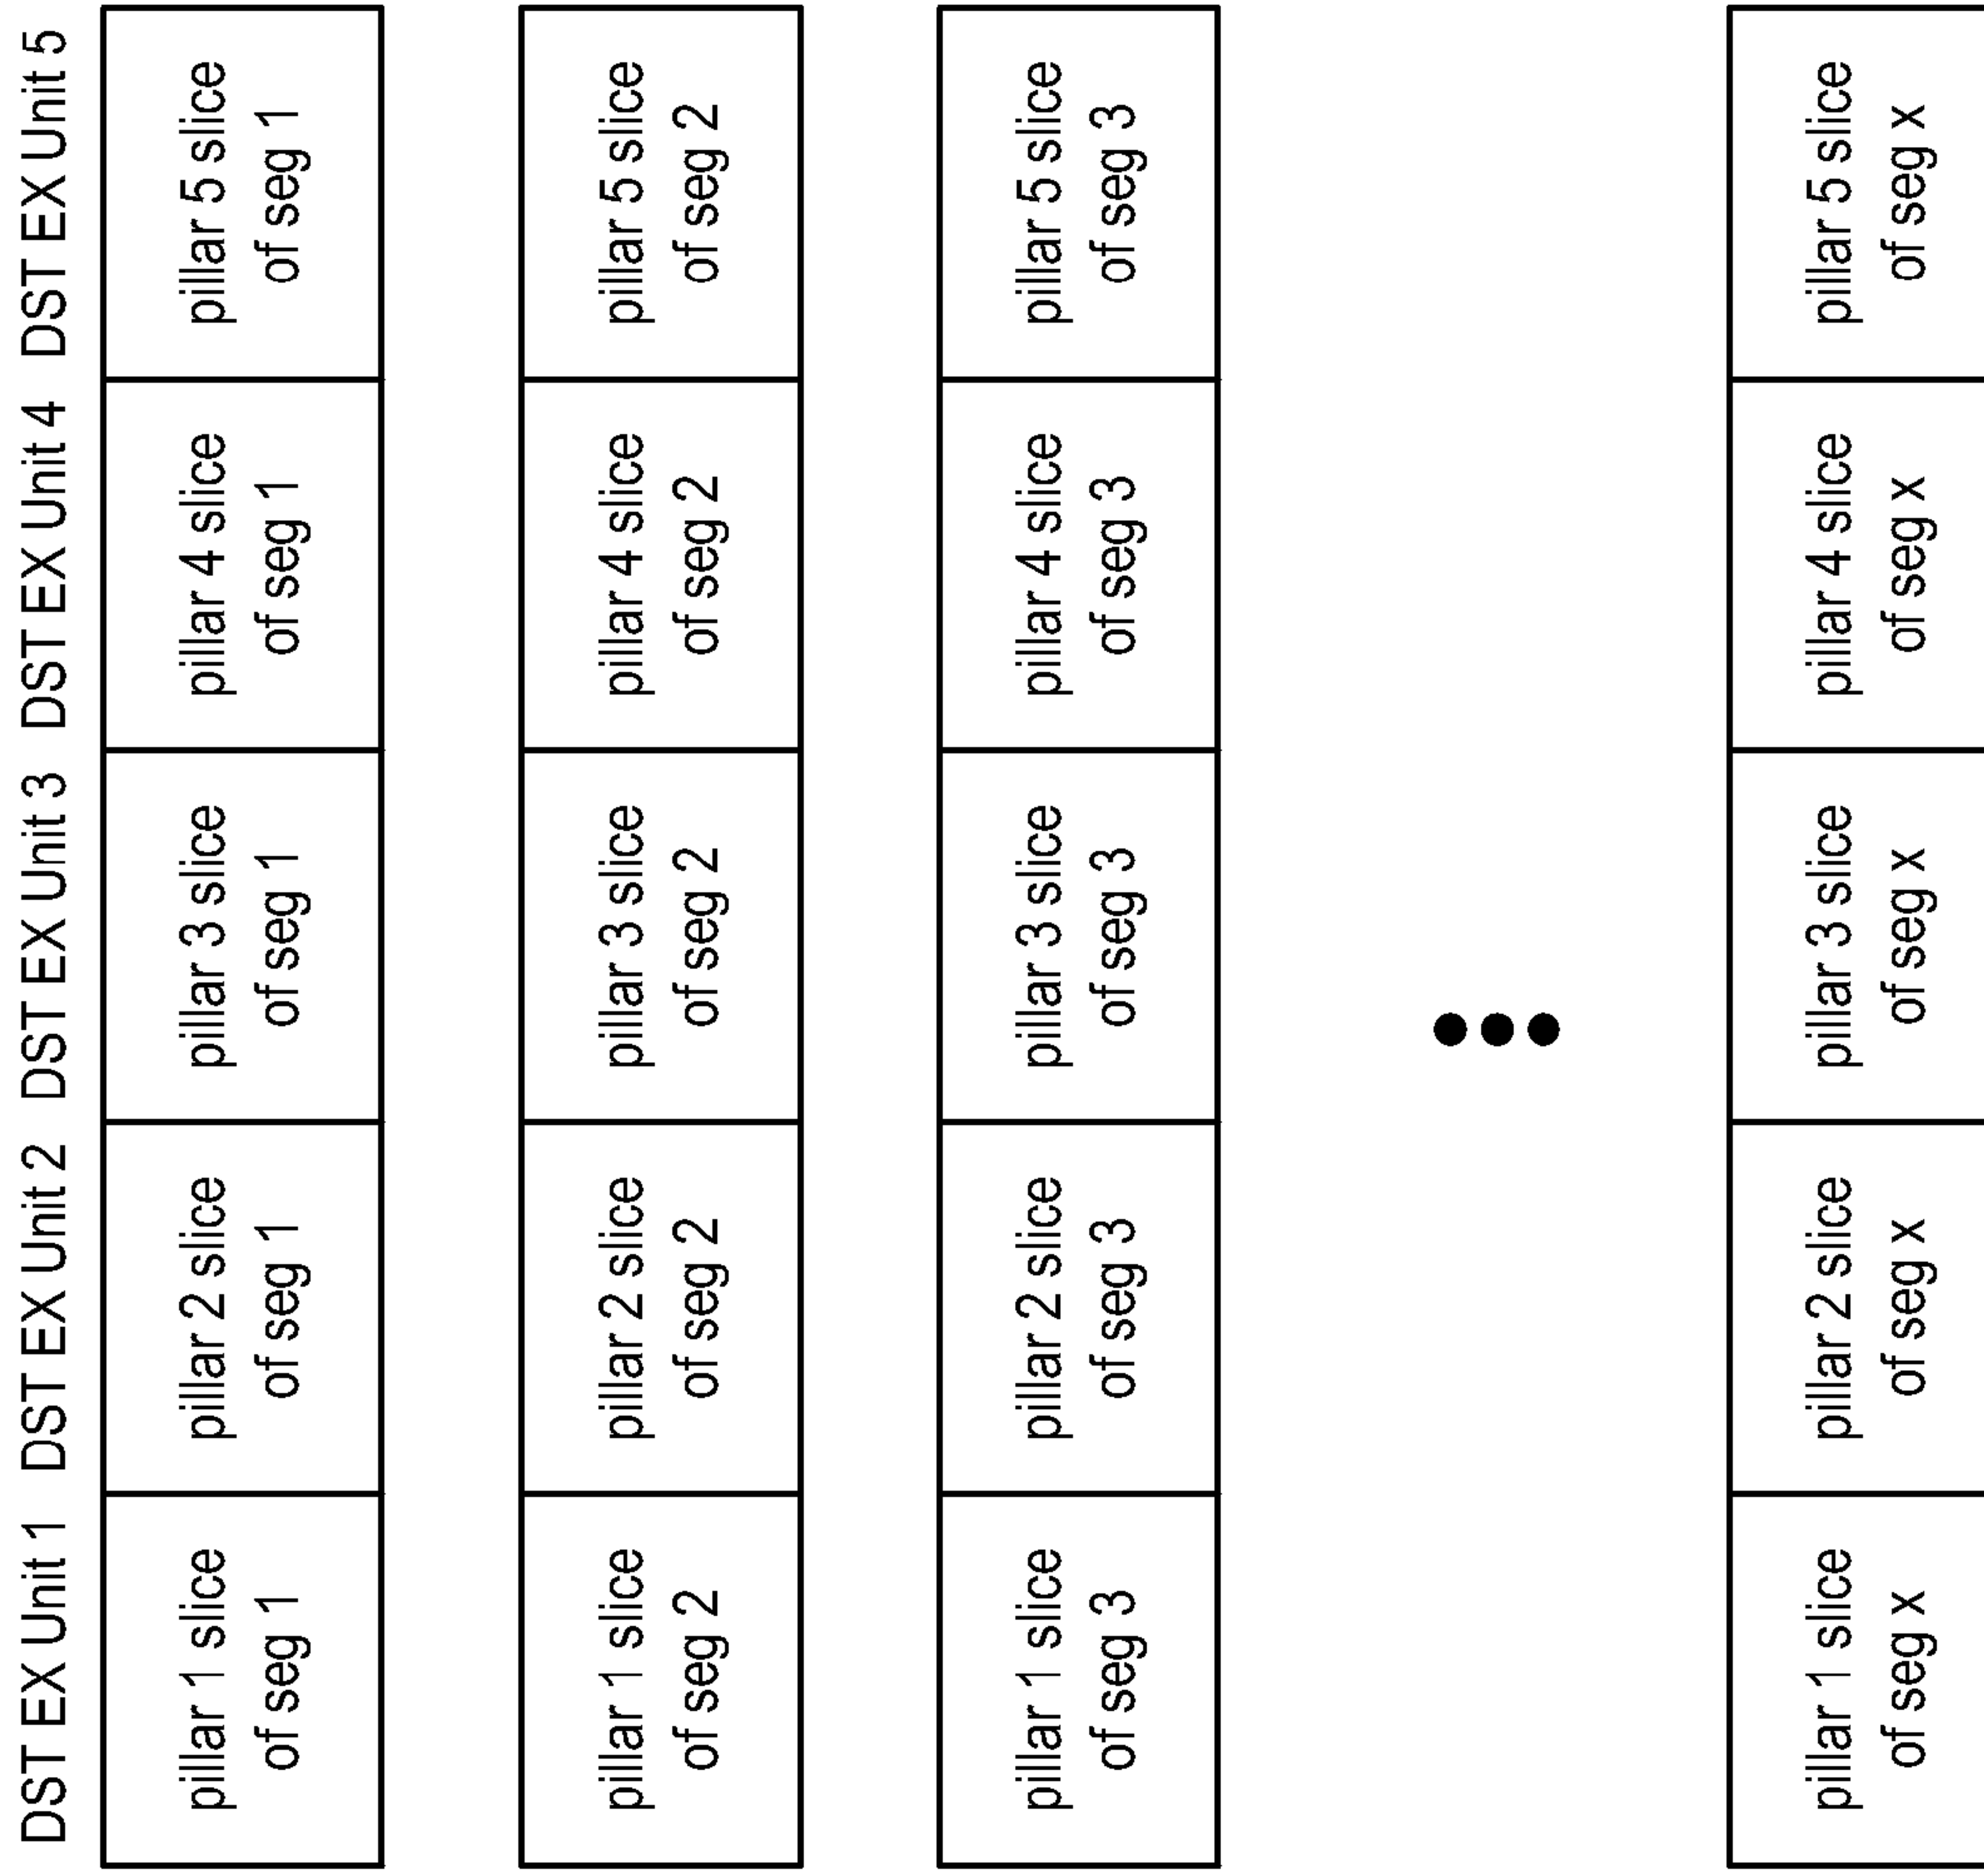 DST EX Unit 1 DST EX Unit 2 DST EX Unit 3 DST EX Unit 4 DST EX Unit 5
pillar 1 slice
of seg 1
pillar 2 slice
of seg 1
pillar 3 slice
of seg 1
pillar 4 slice
of seg 1
pillar 5 slice
of seg 1
pillar 1 slice
of seg 2
pillar 2 slice
of seg 2
pillar 3 slice
of seg 2
pillar 4 slice
of seg 2
pillar 5 slice
of seg 2
pillar 1 slice
of seg 3
pillar 2 slice
of seg 3
pillar 3 slice
of seg 3
pillar 4 slice
of seg 3
pillar 5 slice
of seg 3
pillar 1 slice
of seg x
pillar 2 slice
of seg x
pillar 3 slice
of seg x
pillar 4 slice
of seg x
pillar 5 slice
of seg x